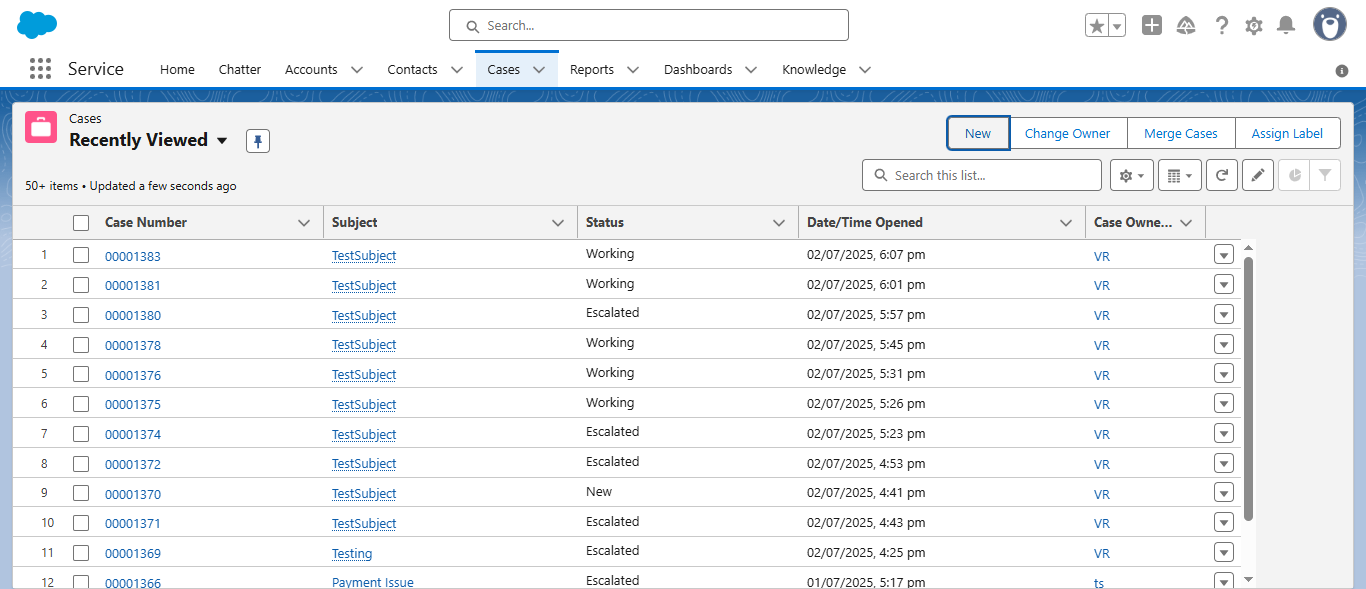 Search...
Service Home Chatter Accounts Contacts Cases Reports Dashboards Knowledge
Cases
Recently Viewed
New Change Owner Merge Cases Assign Label
50+ items • Updated a few seconds ago
Search this list...
Case Number Subject Status Date/Time Opened Case Owne...
1 00001383 TestSubject Working 02/07/2025, 6:07 pm VR
2 00001381 TestSubject Working 02/07/2025, 6:01 pm VR
3 00001380 TestSubject Escalated 02/07/2025, 5:57 pm VR
4 00001378 TestSubject Working 02/07/2025, 5:45 pm VR
5 00001376 TestSubject Working 02/07/2025, 5:31 pm VR
6 00001375 TestSubject Working 02/07/2025, 5:26 pm VR
7 00001374 TestSubject Escalated 02/07/2025, 5:23 pm VR
8 00001372 TestSubject Escalated 02/07/2025, 4:53 pm VR
9 00001370 TestSubject New 02/07/2025, 4:41 pm VR
10 00001371 TestSubject Escalated 02/07/2025, 4:43 pm VR
11 00001369 Testing Escalated 02/07/2025, 4:25 pm VR
12 00001366 Payment Issue Escalated 01/07/2025, 5:17 pm ts